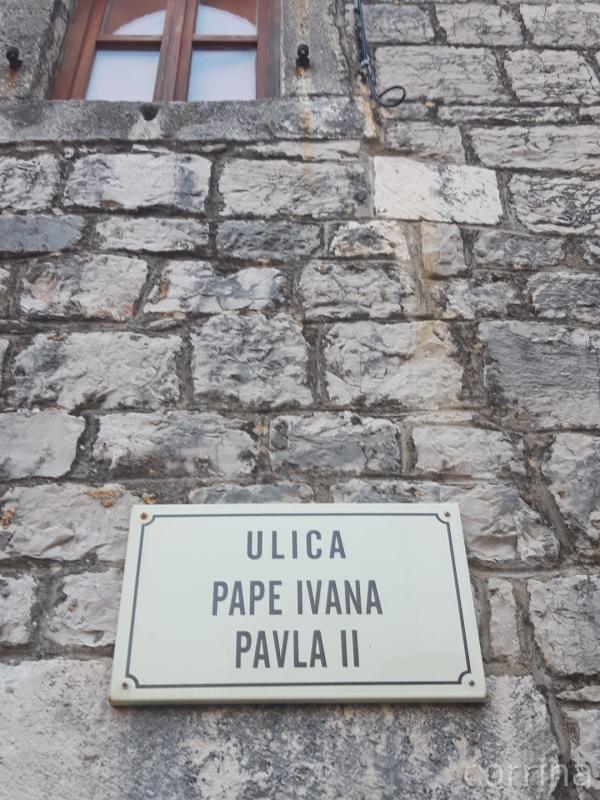 ULICA
PAPE IVANA
PAVLA II
corrina